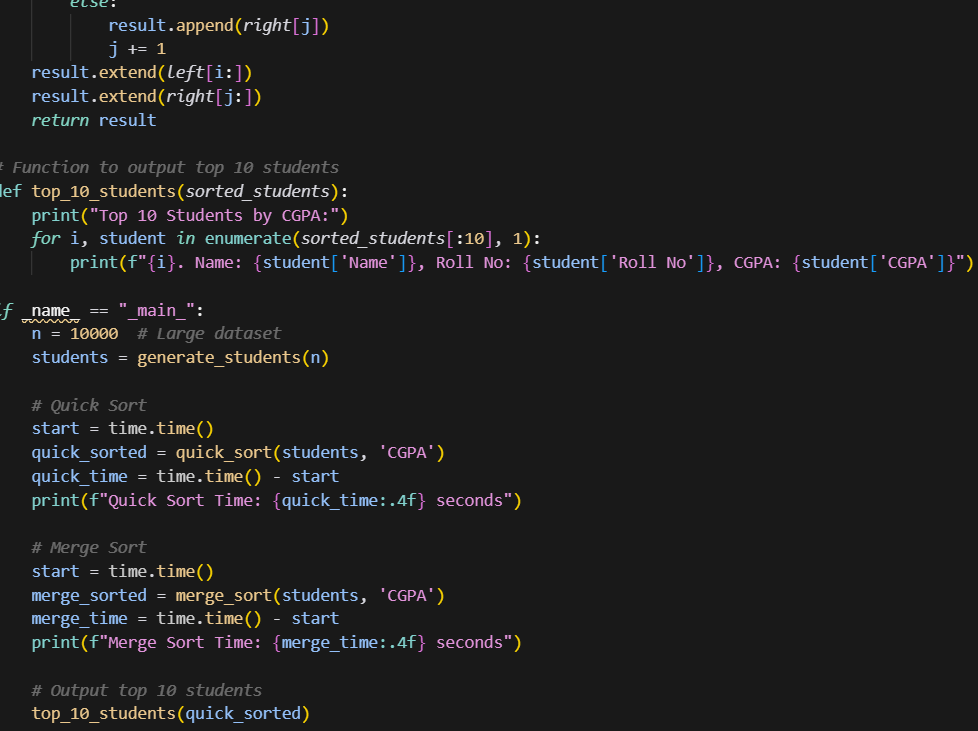 else:
            result.append(right[j])
            j += 1
    result.extend(left[i:])
    result.extend(right[j:])
    return result

# Function to output top 10 students
def top_10_students(sorted_students):
    print("Top 10 Students by CGPA:")
    for i, student in enumerate(sorted_students[:10], 1):
        print(f"{i}. Name: {student['Name']}, Roll No: {student['Roll No']}, CGPA: {student['CGPA']}")

if _name_ == "_main_":
    n = 10000  # Large dataset
    students = generate_students(n)

    # Quick Sort
    start = time.time()
    quick_sorted = quick_sort(students, 'CGPA')
    quick_time = time.time() - start
    print(f"Quick Sort Time: {quick_time:.4f} seconds")

    # Merge Sort
    start = time.time()
    merge_sorted = merge_sort(students, 'CGPA')
    merge_time = time.time() - start
    print(f"Merge Sort Time: {merge_time:.4f} seconds")

    # Output top 10 students
    top_10_students(quick_sorted)